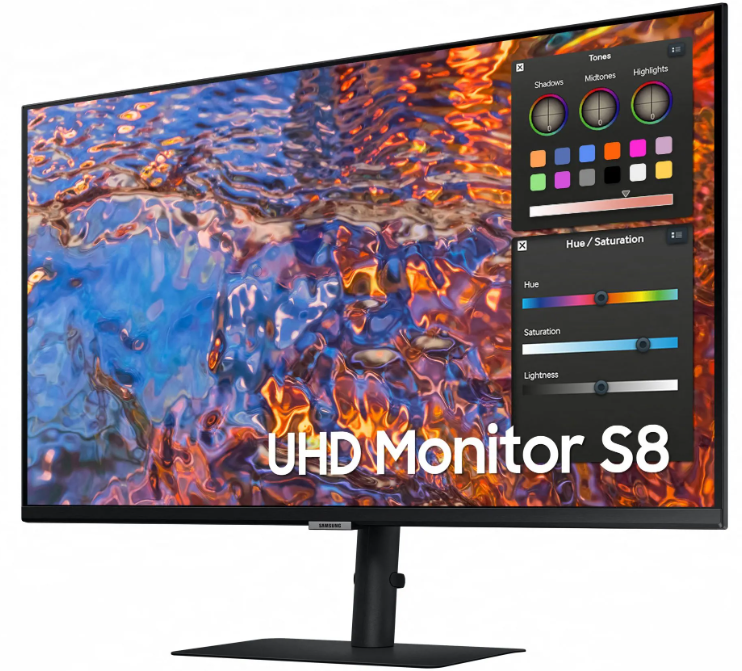 Tones
Shadows Midtones Highlights
0 0 0
Hue / Saturation
Hue
Saturation
Lightness
UHD Monitor S8
SAMSUNG